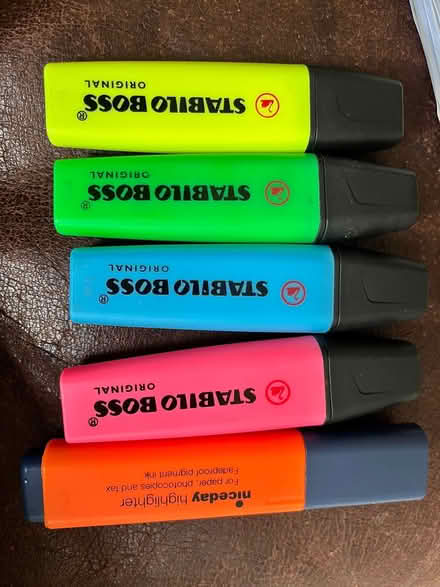 STABILO BOSS®
ORIGINAL
STABILO BOSS®
ORIGINAL
STABILO BOSS®
ORIGINAL
STABILO BOSS®
ORIGINAL
niceday highlighter
For paper, photocopies and fax
Fadeproof pigment ink